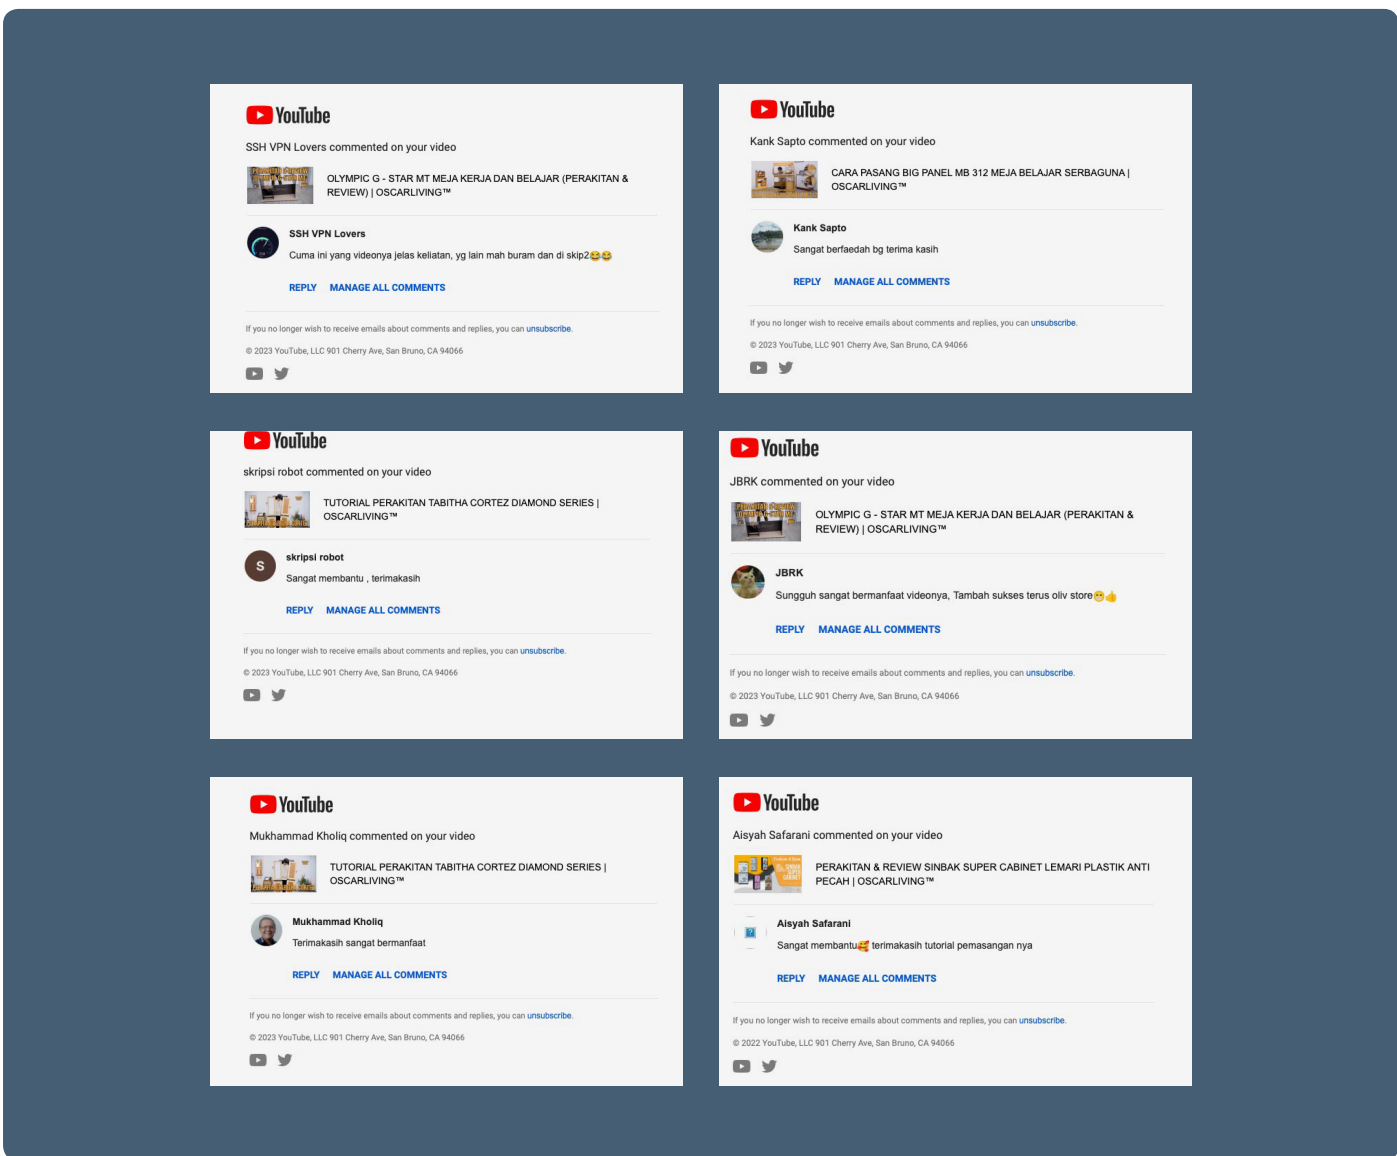 YouTube
SSH VPN Lovers commented on your video
OLYMPIC G - STAR MT MEJA KERJA DAN BELAJAR (PERAKITAN &
REVIEW) | OSCARLIVING™
SSH VPN Lovers
Cuma ini yang videonya jelas keliatan, yg lain mah buram dan di skip2😂😂
REPLY MANAGE ALL COMMENTS
If you no longer wish to receive emails about comments and replies, you can unsubscribe.
© 2023 YouTube, LLC 901 Cherry Ave, San Bruno, CA 94066
YouTube
Kank Sapto commented on your video
CARA PASANG BIG PANEL MB 312 MEJA BELAJAR SERBAGUNA |
OSCARLIVING™
Kank Sapto
Sangat berfaedah bg terima kasih
REPLY MANAGE ALL COMMENTS
If you no longer wish to receive emails about comments and replies, you can unsubscribe.
© 2023 YouTube, LLC 901 Cherry Ave, San Bruno, CA 94066
YouTube
skripsi robot commented on your video
TUTORIAL PERAKITAN TABITHA CORTEZ DIAMOND SERIES |
OSCARLIVING™
S
skripsi robot
Sangat membantu , terimakasih
REPLY MANAGE ALL COMMENTS
If you no longer wish to receive emails about comments and replies, you can unsubscribe.
© 2023 YouTube, LLC 901 Cherry Ave, San Bruno, CA 94066
YouTube
JBRK commented on your video
OLYMPIC G - STAR MT MEJA KERJA DAN BELAJAR (PERAKITAN &
REVIEW) | OSCARLIVING™
JBRK
Sungguh sangat bermanfaat videonya, Tambah sukses terus oliv store😁👍
REPLY MANAGE ALL COMMENTS
If you no longer wish to receive emails about comments and replies, you can unsubscribe.
© 2023 YouTube, LLC 901 Cherry Ave, San Bruno, CA 94066
YouTube
Mukhammad Kholiq commented on your video
TUTORIAL PERAKITAN TABITHA CORTEZ DIAMOND SERIES |
OSCARLIVING™
Mukhammad Kholiq
Terimakasih sangat bermanfaat
REPLY MANAGE ALL COMMENTS
If you no longer wish to receive emails about comments and replies, you can unsubscribe.
© 2023 YouTube, LLC 901 Cherry Ave, San Bruno, CA 94066
YouTube
Aisyah Safarani commented on your video
PERAKITAN & REVIEW SINBAK SUPER CABINET LEMARI PLASTIK ANTI
PECAH | OSCARLIVING™
Aisyah Safarani
Sangat membantu🥰 terimakasih tutorial pemasangan nya
REPLY MANAGE ALL COMMENTS
If you no longer wish to receive emails about comments and replies, you can unsubscribe.
© 2022 YouTube, LLC 901 Cherry Ave, San Bruno, CA 94066